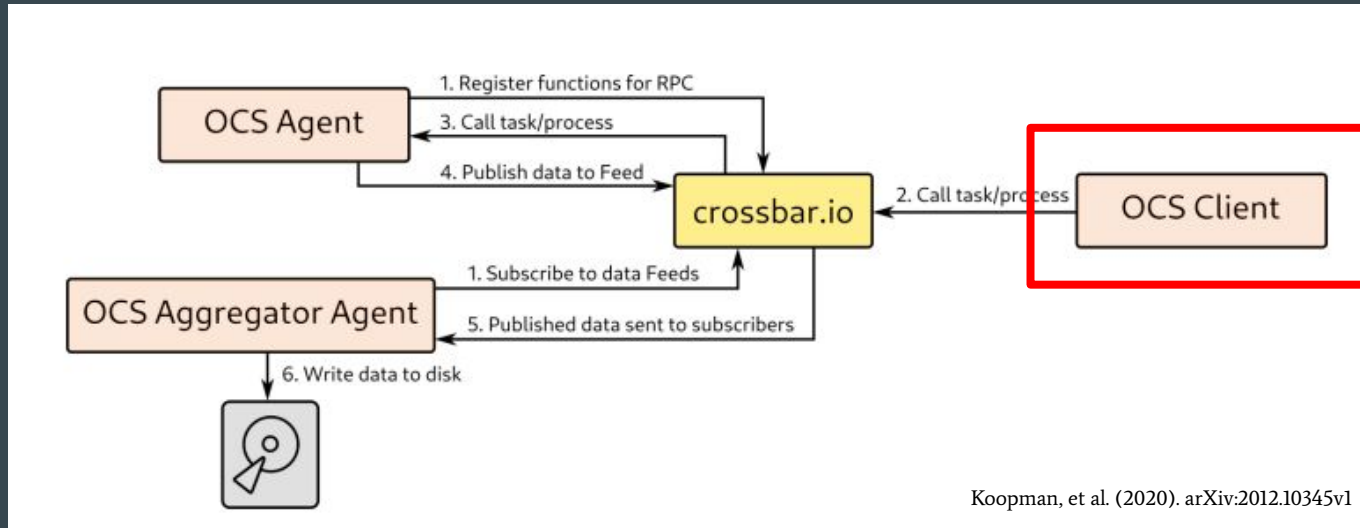 1. Register functions for RPC
OCS Agent
3. Call task/process
4. Publish data to Feed
crossbar.io
2. Call task/process
OCS Client
1. Subscribe to data Feeds
OCS Aggregator Agent
5. Published data sent to subscribers
6. Write data to disk
Koopman, et al. (2020). arXiv:2012.10345v1